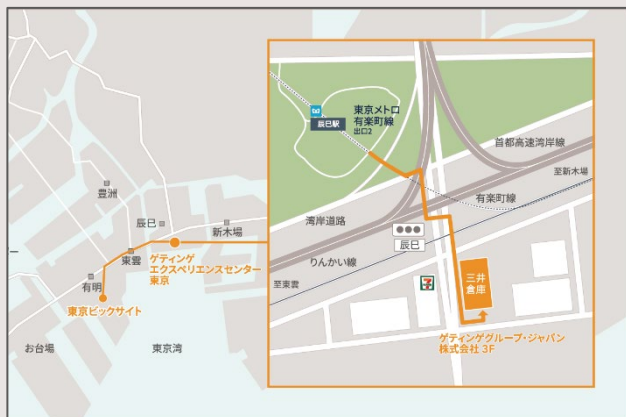 豊洲
辰巳
新木場
東雲
ゲティンゲ
エクスペリエンスセンター
東京
有明
東京ビックサイト
お台場
東京湾
辰巳駅
東京メトロ
有楽町線
出口2
首都高速湾岸線
至新木場
有楽町線
湾岸道路
辰巳
りんかい線
至東雲
7
三井
倉庫
ゲティンゲグループ・ジャパン
株式会社 3F